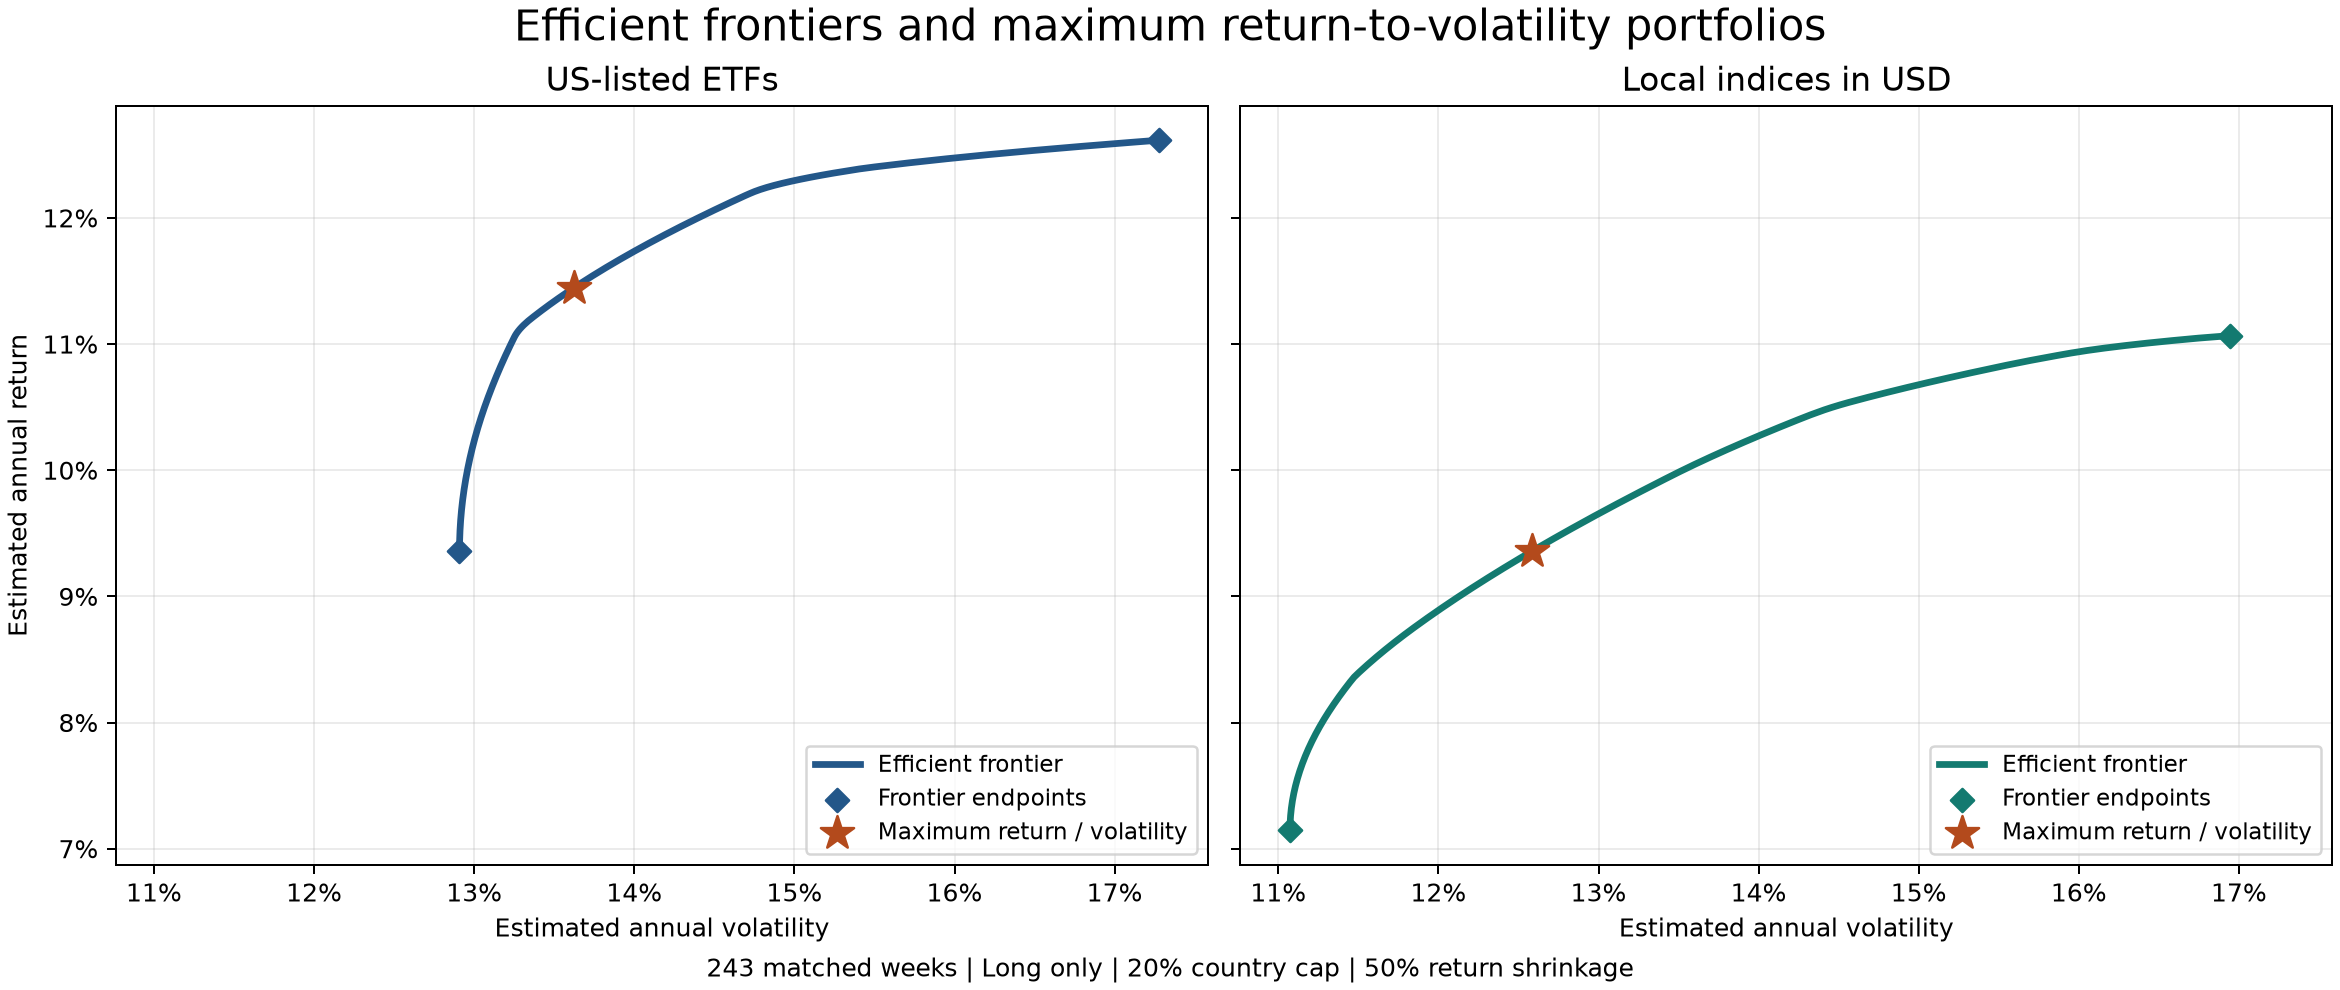 Efficient frontiers and maximum return-to-volatility portfolios
US-listed ETFs
Estimated annual return
12%
11%
10%
9%
8%
7%
Efficient frontier
Frontier endpoints
Maximum return / volatility
11%
12%
13%
14%
15%
16%
17%
Estimated annual volatility
Local indices in USD
Efficient frontier
Frontier endpoints
Maximum return / volatility
11%
12%
13%
14%
15%
16%
17%
Estimated annual volatility
243 matched weeks | Long only | 20% country cap | 50% return shrinkage